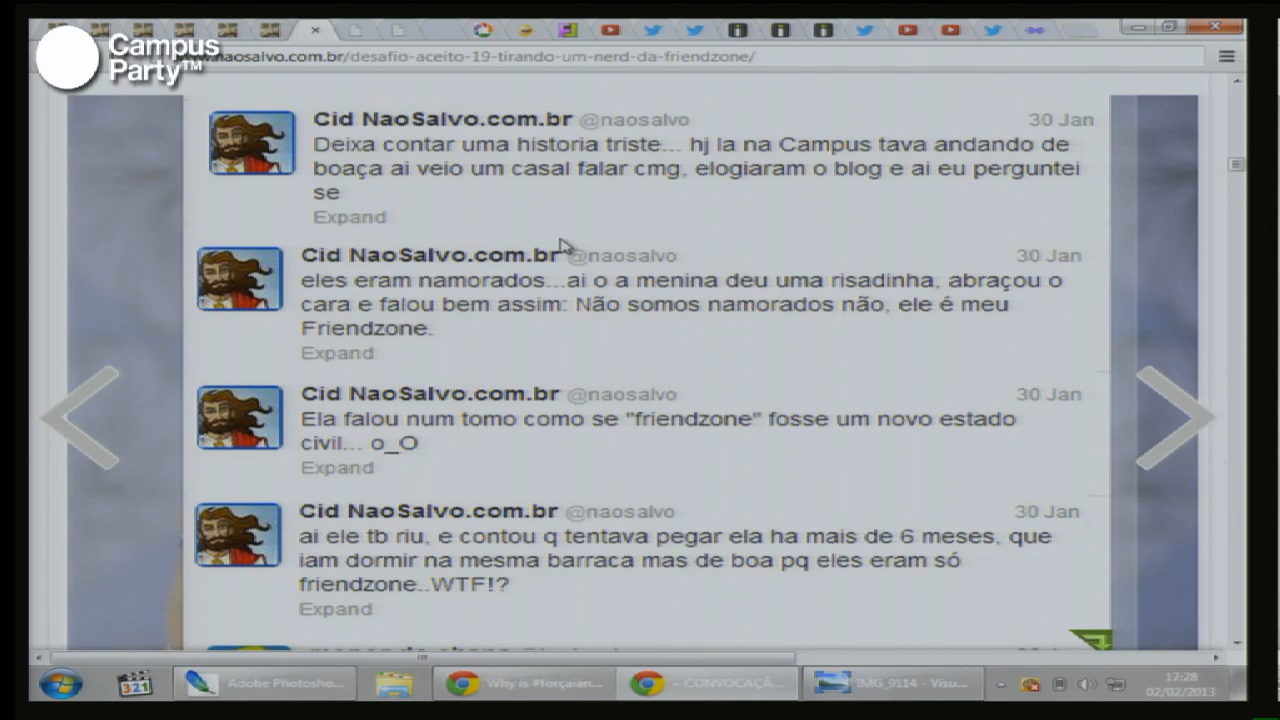 Campus
Party™
www.naosalvo.com.br/desafio-aceito-19-tirando-um-nerd-da-friendzone/
Cid NaoSalvo.com.br @naosalvo 30 Jan
Deixa contar uma historia triste... hj la na Campus tava andando de
boaça ai veio um casal falar cmg, elogiaram o blog e ai eu perguntei
se
Expand
Cid NaoSalvo.com.br @naosalvo 30 Jan
eles eram namorados...ai o a menina deu uma risadinha, abraçou o
cara e falou bem assim: Não somos namorados não, ele é meu
Friendzone.
Expand
Cid NaoSalvo.com.br @naosalvo 30 Jan
Ela falou num tomo como se "friendzone" fosse um novo estado
civil... o_O
Expand
Cid NaoSalvo.com.br @naosalvo 30 Jan
ai ele tb riu, e contou q tentava pegar ela ha mais de 6 meses, que
iam dormir na mesma barraca mas de boa pq eles eram só
friendzone..WTF!?
Expand
321
Adobe Photosho...
Why is #forçaian...
– CONVOCAÇÃ...
IMG_9114 - Visu...
17:28
02/02/2013